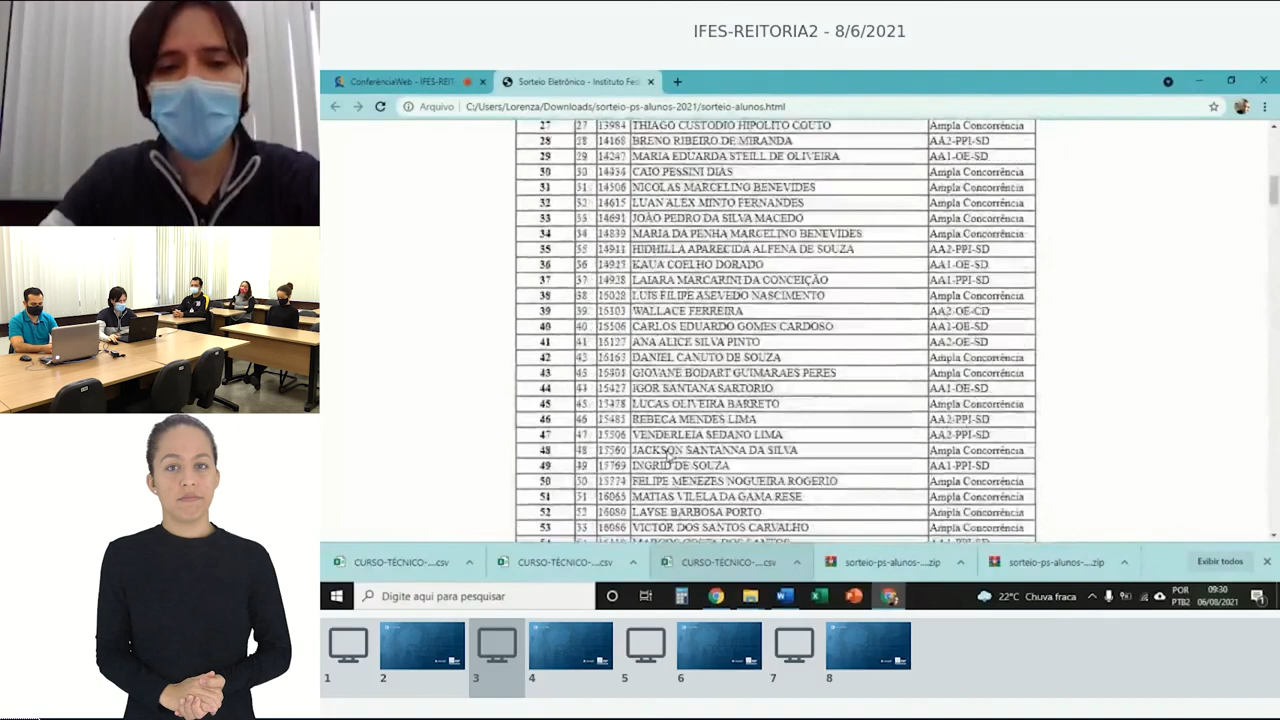 IFES-REITORIA2 - 8/6/2021
ConferênciaWeb - IFES-REIT
Sorteio Eletrônico - Instituto Fed
Arquivo C:/Users/Lorenza/Downloads/sorteio-ps-alunos-2021/sorteio-alunos.html
27 27 13984 THIAGO CUSTODIO HIPOLITO COUTO Ampla Concorrência
28 28 14168 BRENO RIBEIRO DE MIRANDA AA2-PPI-SD
29 29 14247 MARIA EDUARDA STEILL DE OLIVEIRA AA1-OE-SD
30 30 CAIO PESSINI DIAS Ampla Concorrência
31 31 14506 NICOLAS MARCELINO BENEVIDES Ampla Concorrência
32 32 14615 LUAN ALEX MINTO FERNANDES Ampla Concorrência
33 33 14691 JOÃO PEDRO DA SILVA MACEDO Ampla Concorrência
34 34 14839 MARIA DA PENHA MARCELINO BENEVIDES Ampla Concorrência
35 35 HIDHILLA APARECIDA ALFENA DE SOUZA AA2-PPI-SD
36 36 KAUA COELHO DORADO AA1-OE-SD
37 37 14928 LAIARA MARCARINI DA CONCEIÇÃO AA1-PPI-SD
38 38 15028 LUIS FILIPE ASEVEDO NASCIMENTO Ampla Concorrência
39 39 WALLACE FERREIRA AA2-OE-CD
40 40 CARLOS EDUARDO GOMES CARDOSO AA1-OE-SD
41 41 ANA ALICE SILVA PINTO AA2-OE-SD
42 DANIEL CANUTO DE SOUZA Ampla Concorrência
43 GIOVANE BODART GUIMARAES PERES Ampla Concorrência
44 IGOR SANTANA SARTORIO AA1-OE-SD
45 45 LUCAS OLIVEIRA BARRETO Ampla Concorrência
46 46 REBECA MENDES LIMA AA2-PPI-SD
47 47 VENDERLEIA SEDANO LIMA AA2-PPI-SD
48 48 15560 JACKSON SANTANNA DA SILVA Ampla Concorrência
49 49 15769 INGRID DE SOUZA AA1-PPI-SD
50 50 15774 FELIPE MENEZES NOGUEIRA ROGERIO Ampla Concorrência
51 51 16065 MATIAS VILELA DA GAMA RESE Ampla Concorrência
52 52 16080 LAYSE BARBOSA PORTO Ampla Concorrência
53 53 16086 VICTOR DOS SANTOS CARVALHO Ampla Concorrência
CURSO-TÉCNICO-....csv
CURSO-TÉCNICO-....csv
CURSO-TÉCNICO-....csv
sorteio-ps-alunos-....zip
sorteio-ps-alunos-....zip
Exibir todos
Digite aqui para pesquisar
22°C Chuva fraca
POR
PTB2
09:30
06/08/2021
1 2 3 4 5 6 7 8